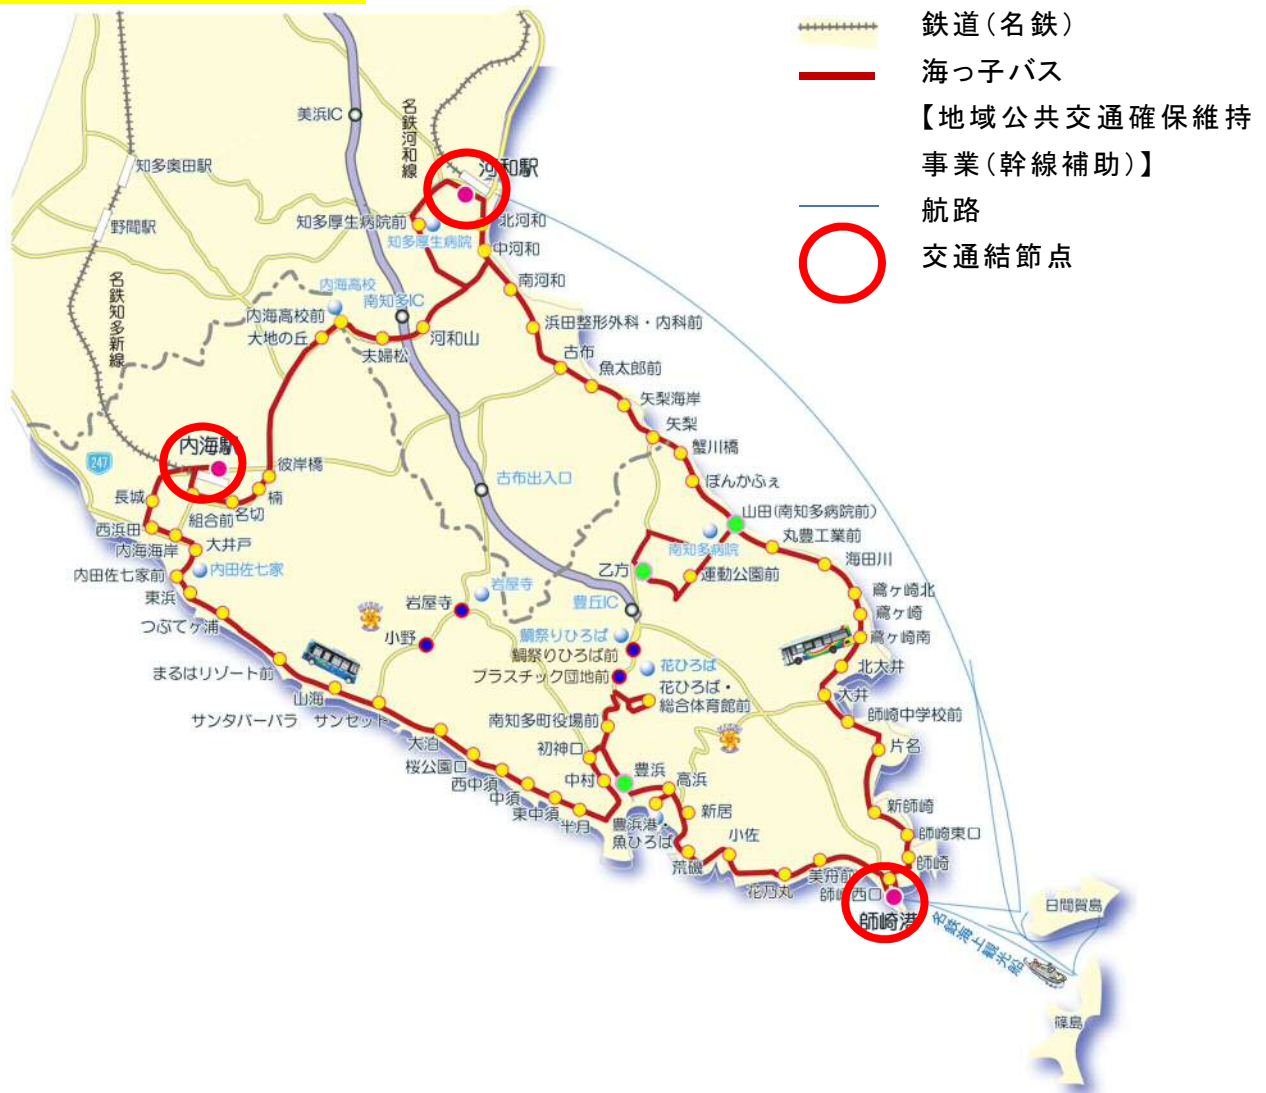 鉄道(名鉄)
海っ子バス
【地域公共交通確保維持
事業(幹線補助)】
航路
交通結節点
美浜IC
名鉄河和線
河和駅
知多奥田駅
野間駅
名鉄知多新線
知多厚生病院前
知多厚生病院
北河和
中河和
南河和
内海高校
南知多IC
内海高校前
大地の丘
夫婦松
河和山
浜田整形外科・内科前
古布
魚太郎前
矢梨海岸
矢梨
蟹川橋
ぽんかふぇ
山田(南知多病院前)
丸豊工業前
海田川
南知多病院
運動公園前
乙方
内海駅
247
彼岸橋
楠
名切
組合前
長城
西浜田
内海海岸
大井戸
内田佐七家前
内田佐七家
東浜
つぶてヶ浦
まるはリゾート前
山海
サンタバーバラ
サンセット
古布出入口
岩屋寺
岩屋寺
小野
豊丘IC
鯛祭りひろば
鯛祭りひろば前
プラスチック団地前
花ひろば
花ひろば・
総合体育館前
南知多町役場前
初神口
中村
豊浜
高浜
新居
豊浜港・
魚ひろば
大泊
桜公園口
西中須
中須
東中須
半月
荒磯
小佐
花乃丸
美舟前
師崎西口
師崎港
鳶ヶ崎北
鳶ヶ崎
鳶ヶ崎南
北大井
大井
師崎中学校前
片名
新師崎
師崎東口
師崎
名鉄海上観光船
日間賀島
篠島